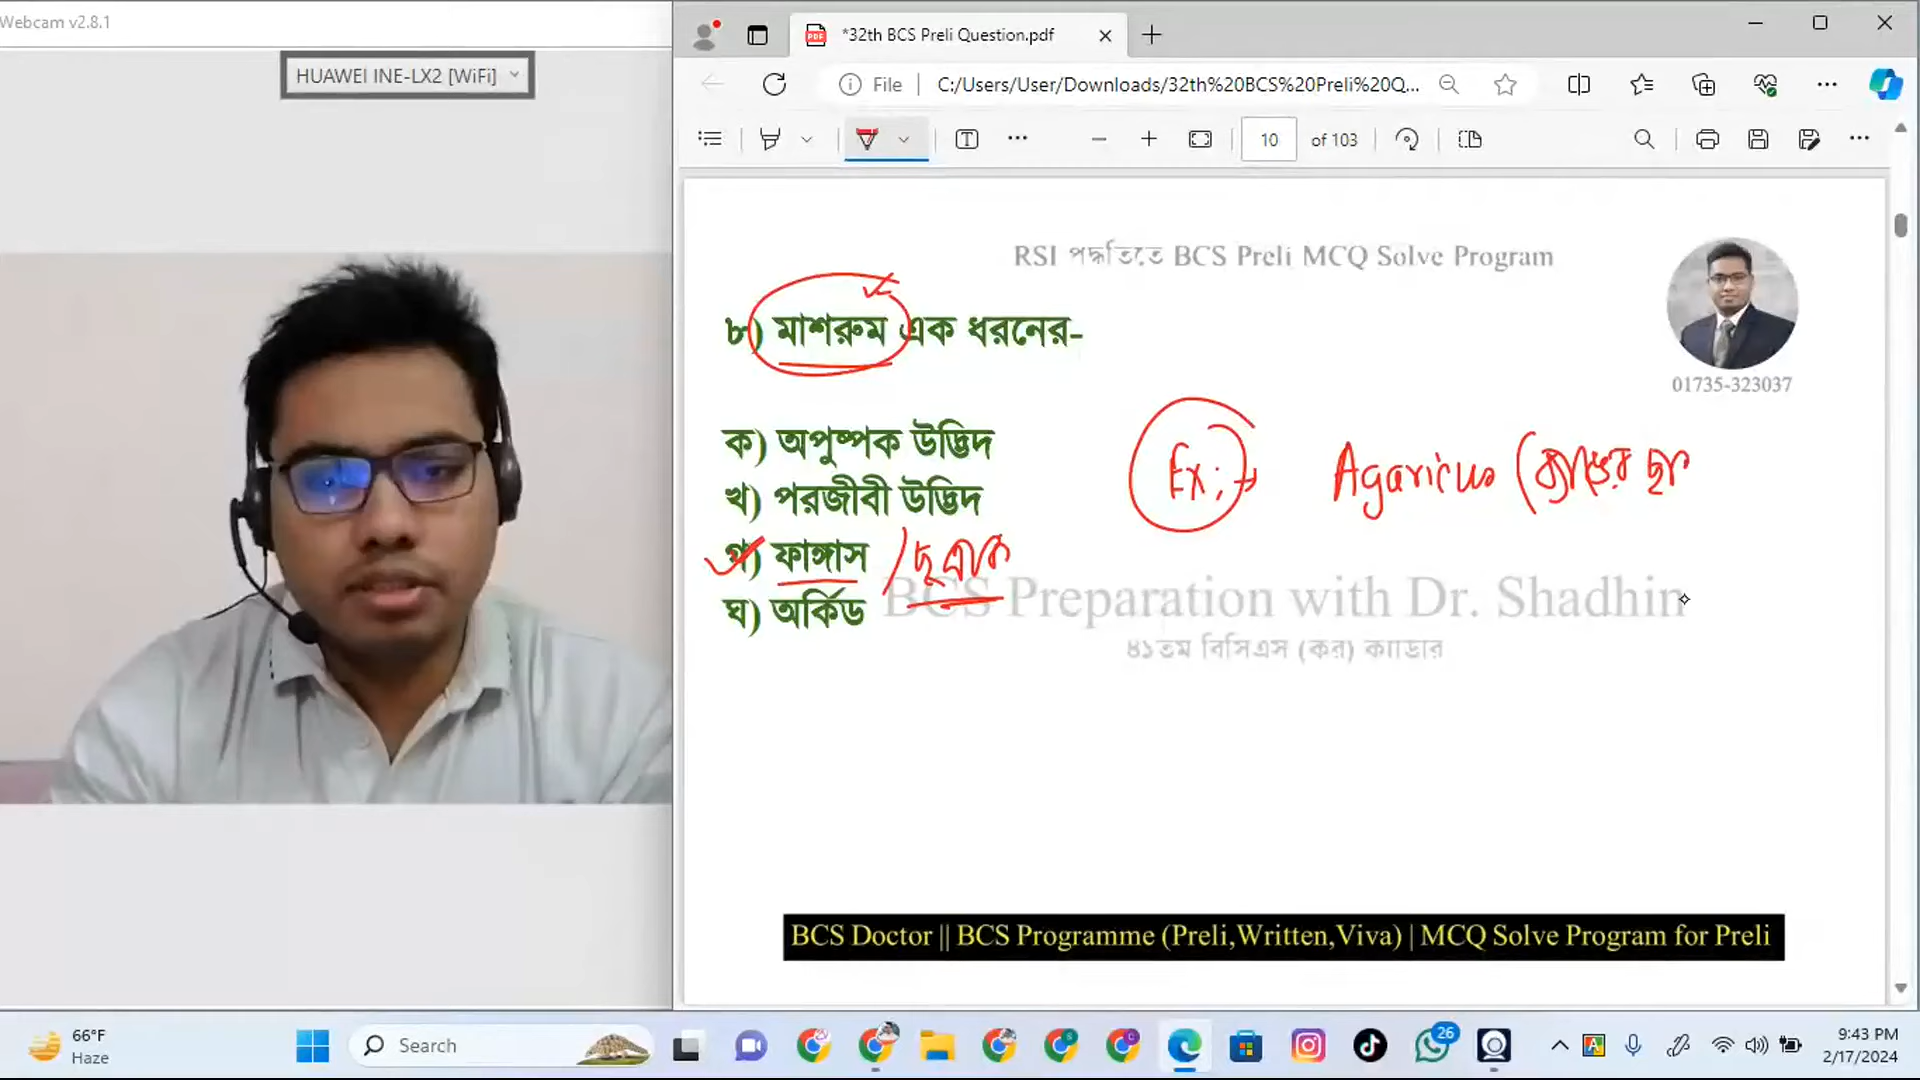 Webcam v2.8.1
HUAWEI INE-LX2 [WiFi]
*32th BCS Preli Question.pdf
File C:/Users/User/Downloads/32th%20BCS%20Preli%20Q...
10 of 103
RSI পদ্ধতিতে BCS Preli MCQ Solve Program
01735-323037
৮) মাশরুম এক ধরনের-
ক) অপুষ্পক উদ্ভিদ
খ) পরজীবী উদ্ভিদ
গ) ফাঙ্গাস / ছত্রাক
ঘ) অর্কিড
Ex: → Agaricus (ব্যাঙের ছা
BCS Preparation with Dr. Shadhin
৪১তম বিসিএস (কর) ক্যাডার
BCS Doctor || BCS Programme (Preli,Written,Viva) | MCQ Solve Program for Preli
66°F
Haze
Search
26
9:43 PM
2/17/2024